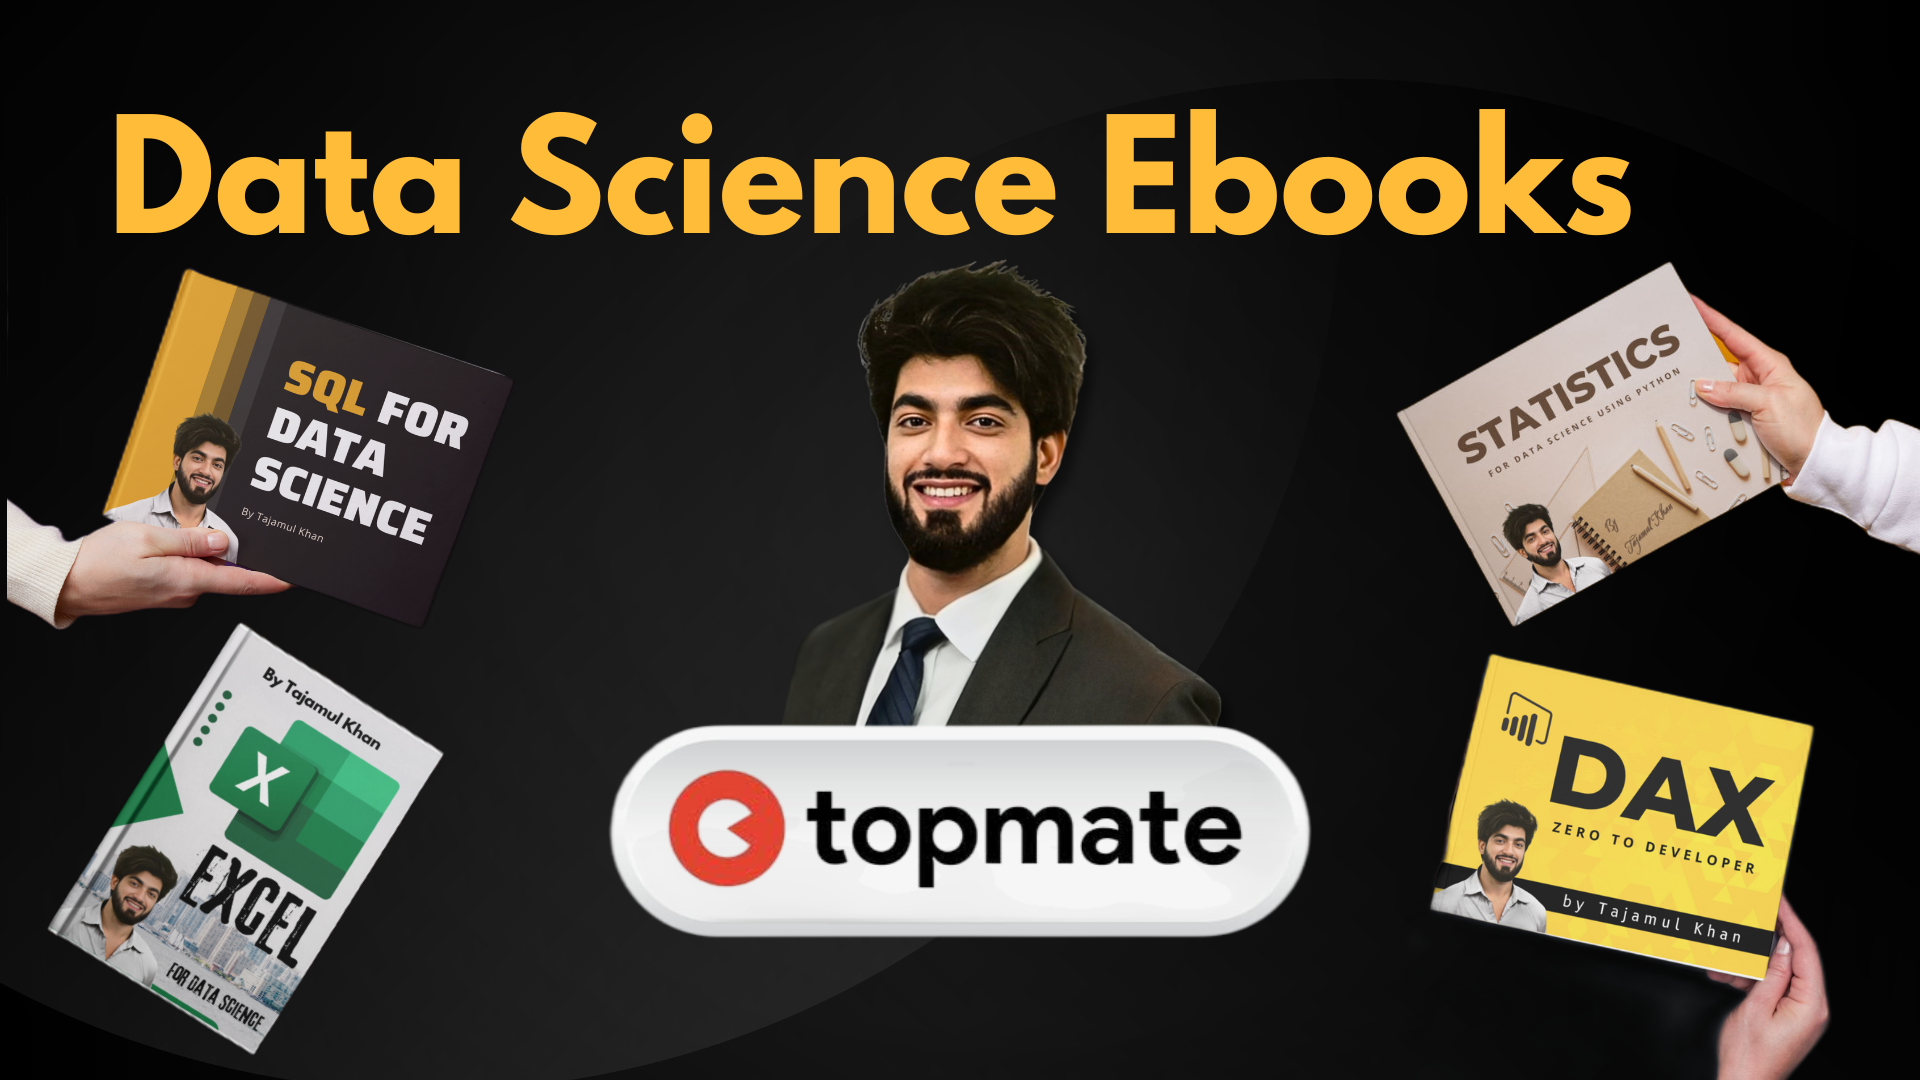 Data Science Ebooks
SQL FOR
DATA
SCIENCE
By Tajamul Khan
STATISTICS
FOR DATA SCIENCE USING PYTHON
By
Tajamul Khan
By Tajamul Khan
X
EXCEL
FOR DATA SCIENCE
topmate
DAX
ZERO TO DEVELOPER
by Tajamul Khan